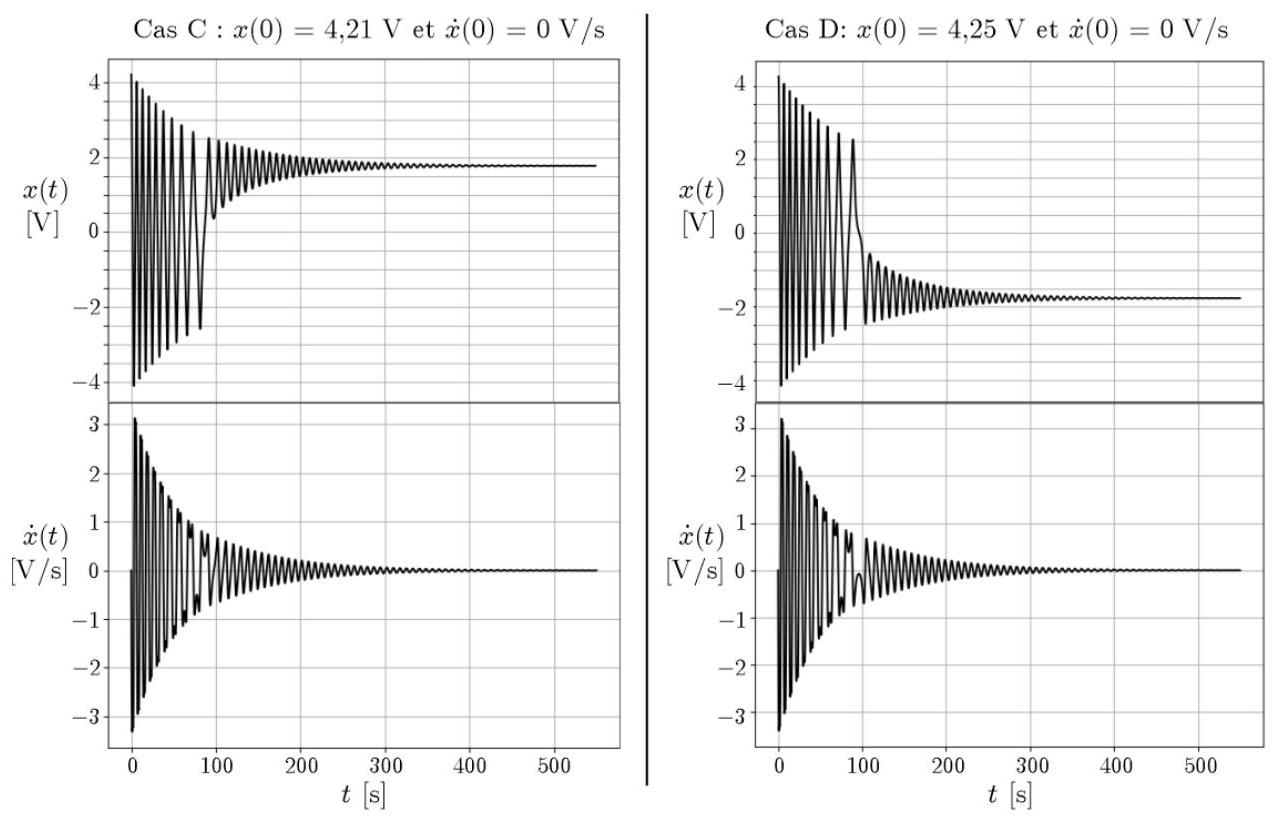 Cas C : x(0) = 4,21 V et ẋ(0) = 0 V/s
4
2
0
−2
−4
x(t)
[V]
3
2
1
0
−1
−2
−3
ẋ(t)
[V/s]
0 100 200 300 400 500
t [s]
Cas D: x(0) = 4,25 V et ẋ(0) = 0 V/s
4
2
0
−2
−4
x(t)
[V]
3
2
1
0
−1
−2
−3
ẋ(t)
[V/s]
0 100 200 300 400 500
t [s]